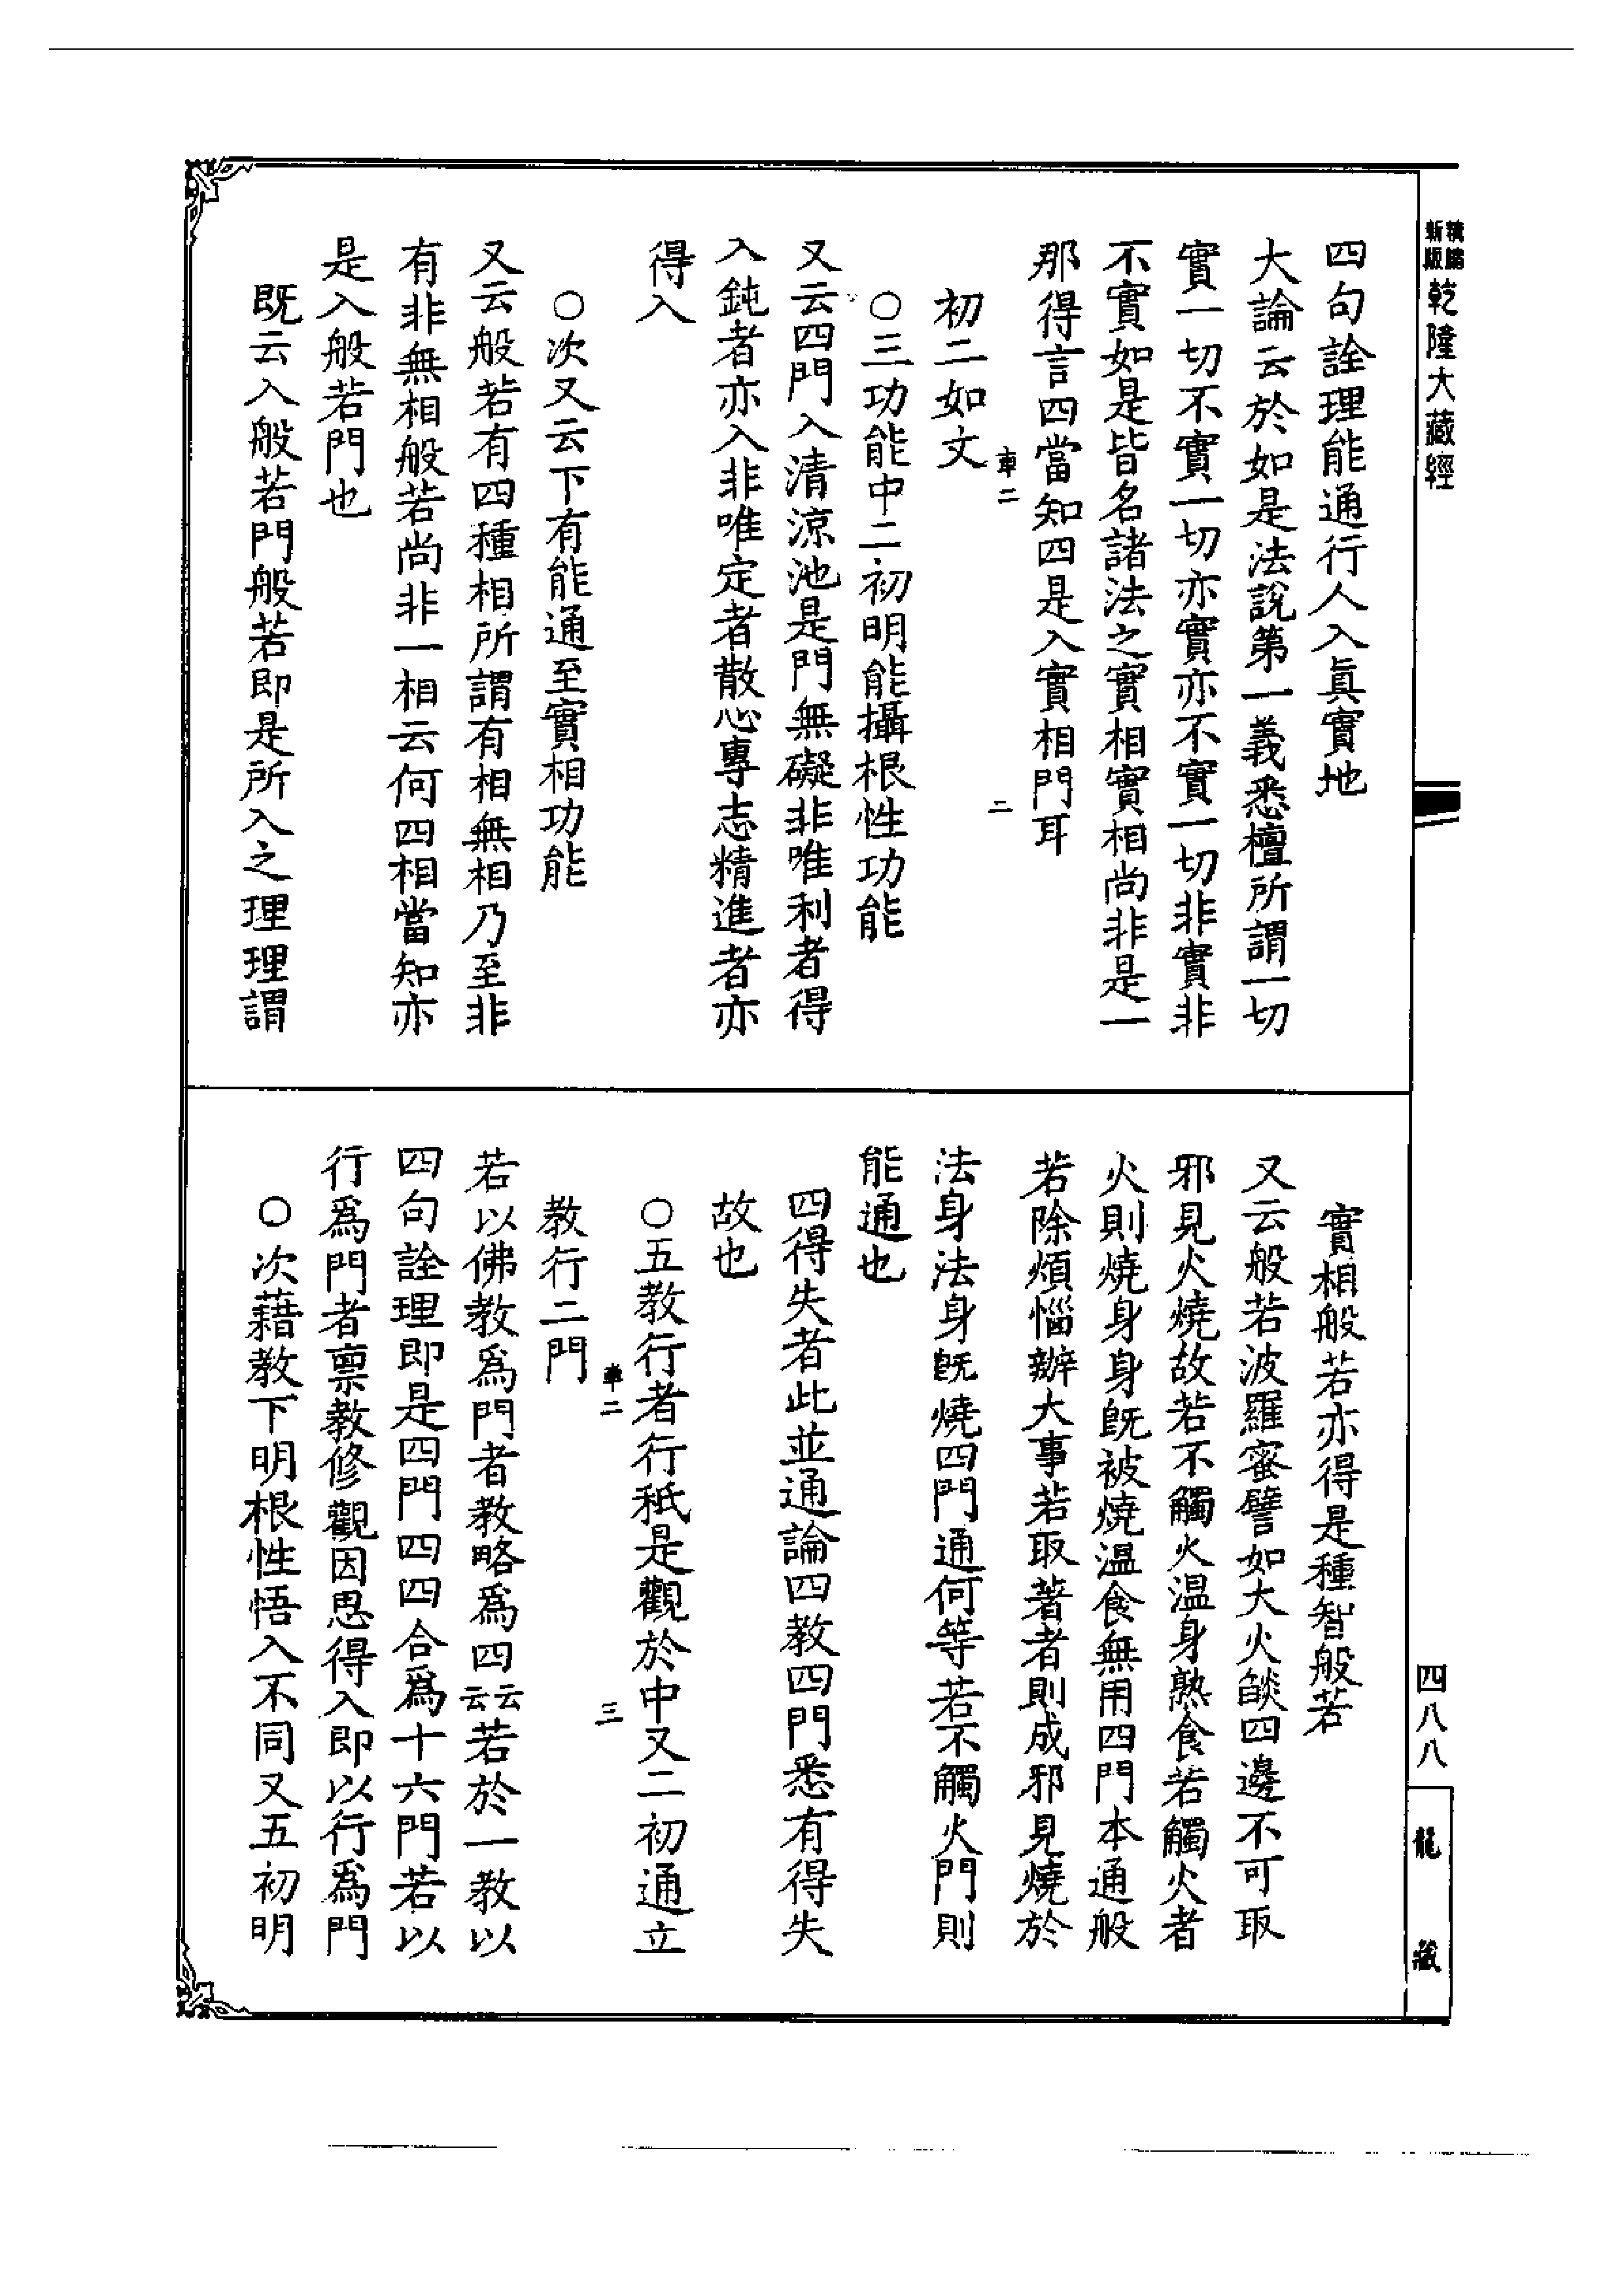 新版
精縮
乾隆大藏經
四句詮理能通行人入眞實地
大論云於如是法說第一義悉檀所謂一切
實一切不實一切亦實亦不實一切非實非
不實如是皆名諸法之實相實相尚非是一
那得言四當知四是入實相門耳
車二
二
初二如文
○三功能中二初明能攝根性功能
又云四門入清涼池是門無礙非唯利者得
入鈍者亦入非唯定者散心專志精進者亦
得入
○次又云下有能通至實相功能
又云般若有四種相所謂有相無相乃至非
有非無相般若尚非一相云何四相當知亦
是入般若門也
既云入般若門般若即是所入之理理謂
實相般若亦得是種智般若
又云般若波羅蜜譬如大火燄四邊不可取
邪見火燒故若不觸火溫身熟食若觸火者
火則燒身身既被燒溫食無用四門本通般
若除煩惱辦大事若取著者則成邪見燒於
法身法身既燒四門通何等若不觸火門則
能通也
四得失者此並通論四教四門悉有得失
故也
○五教行者行秖是觀於中又二初通立
車二
三
教行二門
若以佛教爲門者教略爲四云云若於一教以
四句詮理即是四門四四合爲十六門若以
行爲門者禀教修觀因思得入即以行爲門
○次藉教下明根性悟入不同又五初明
四八八
龍藏